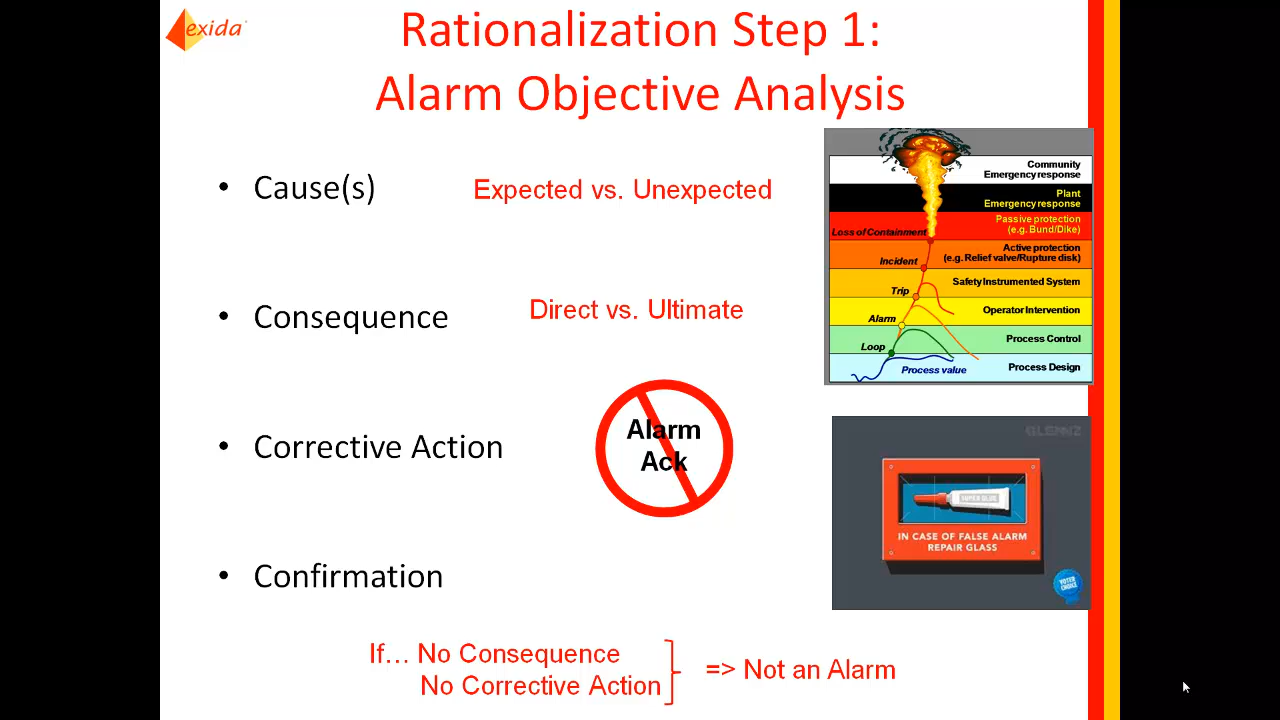 exida
Rationalization Step 1:
Alarm Objective Analysis
• Cause(s)
Expected vs. Unexpected
• Consequence
Direct vs. Ultimate
• Corrective Action
Alarm
Ack
• Confirmation
If... No Consequence
No Corrective Action
=> Not an Alarm
Community
Emergency response
Plant
Emergency response
Passive protection
(e.g. Bund/Dike)
Loss of Containment
Active protection
(e.g. Relief valve/Rupture disk)
Incident
Safety Instrumented System
Trip
Operator Intervention
Alarm
Process Control
Loop
Process value
Process Design
GLENNZ
SUPER GLUE
IN CASE OF FALSE ALARM
REPAIR GLASS
VOTER
CHOICE